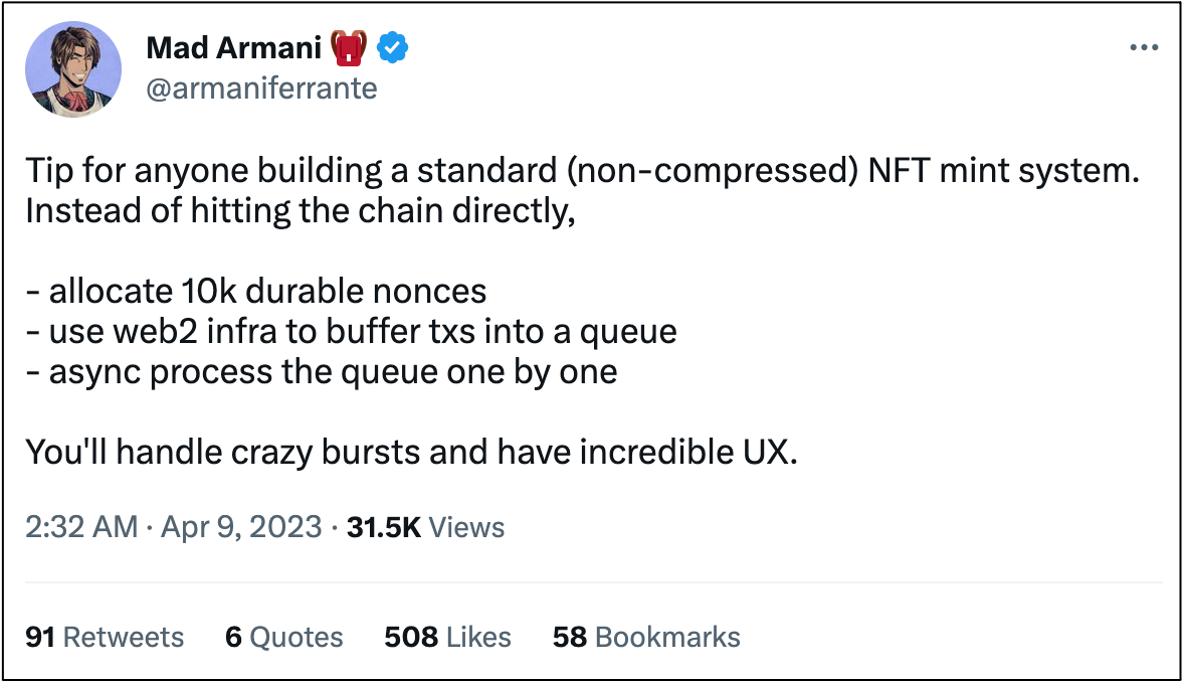 Mad Armani
@armaniferrante
Tip for anyone building a standard (non-compressed) NFT mint system.
Instead of hitting the chain directly,
- allocate 10k durable nonces
- use web2 infra to buffer txs into a queue
- async process the queue one by one
You'll handle crazy bursts and have incredible UX.
2:32 AM · Apr 9, 2023 · 31.5K Views
91 Retweets 6 Quotes 508 Likes 58 Bookmarks